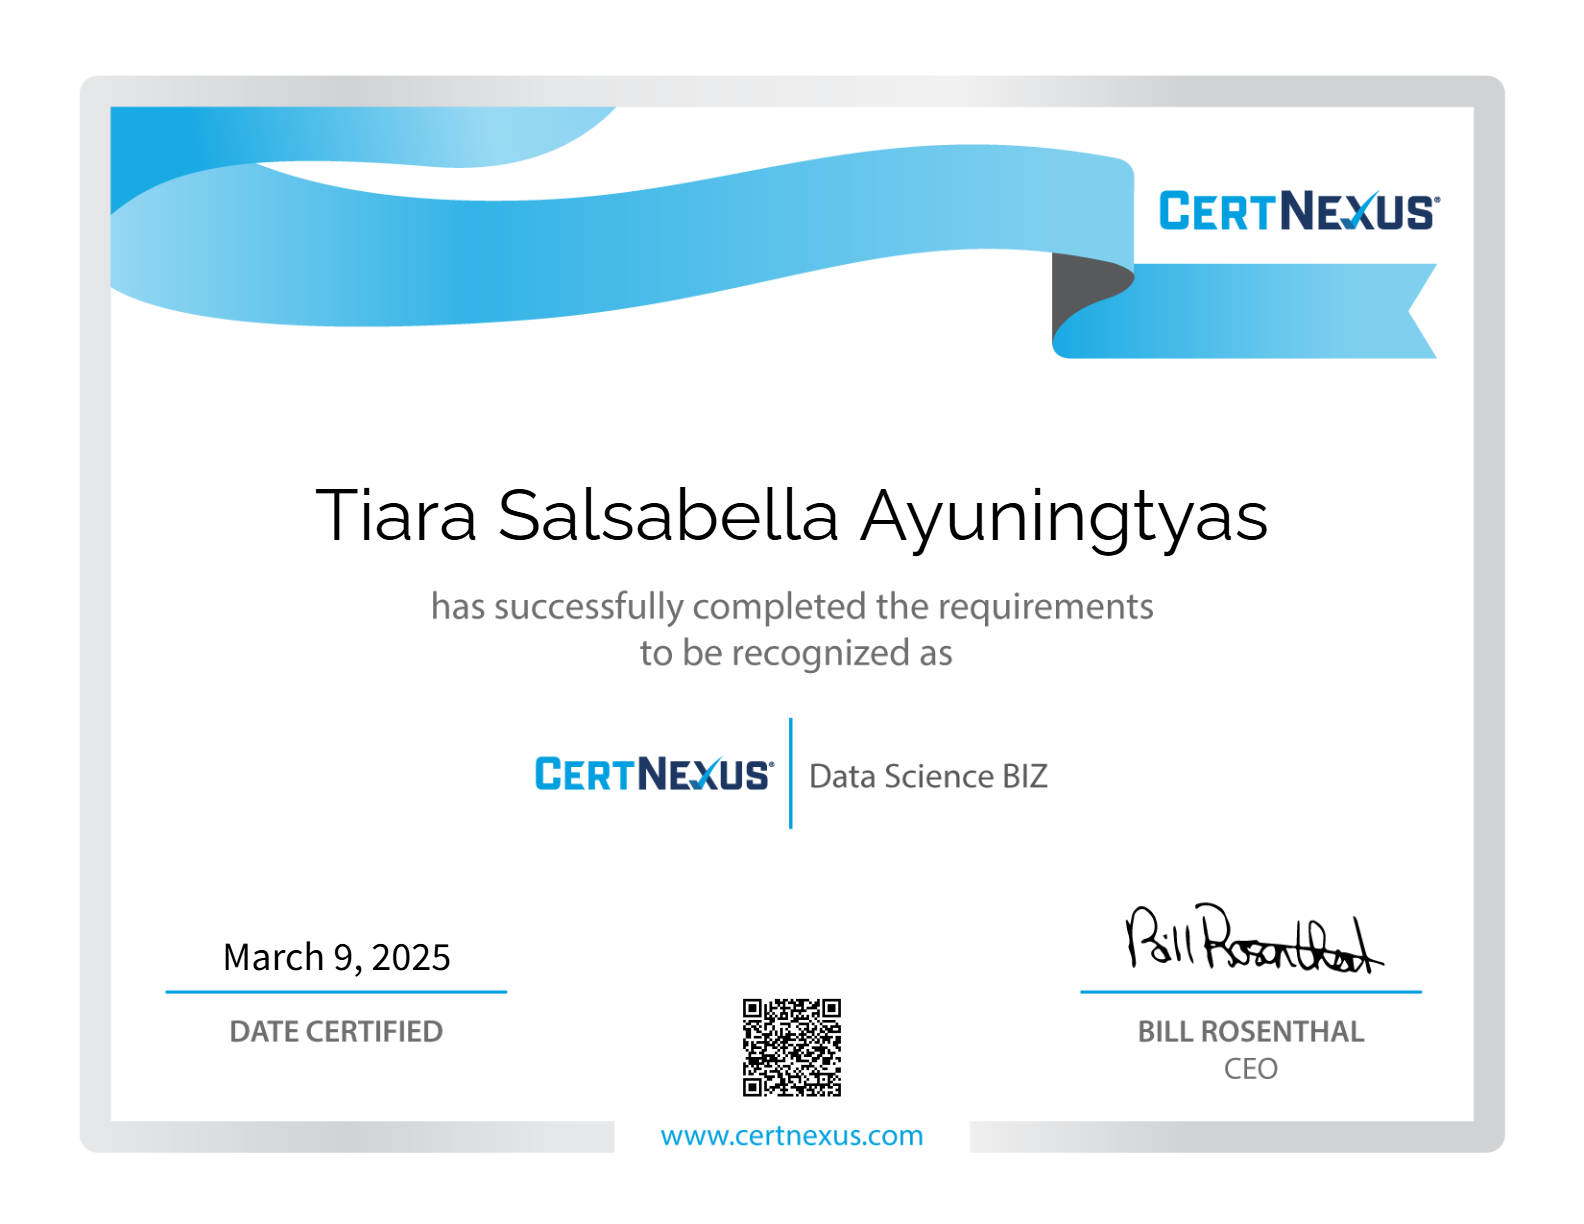 CERTNEXUS®
Tiara Salsabella Ayuningtyas
has successfully completed the requirements
to be recognized as
CERTNEXUS® Data Science BIZ
March 9, 2025
DATE CERTIFIED
Bill Rosenthal
BILL ROSENTHAL
CEO
www.certnexus.com